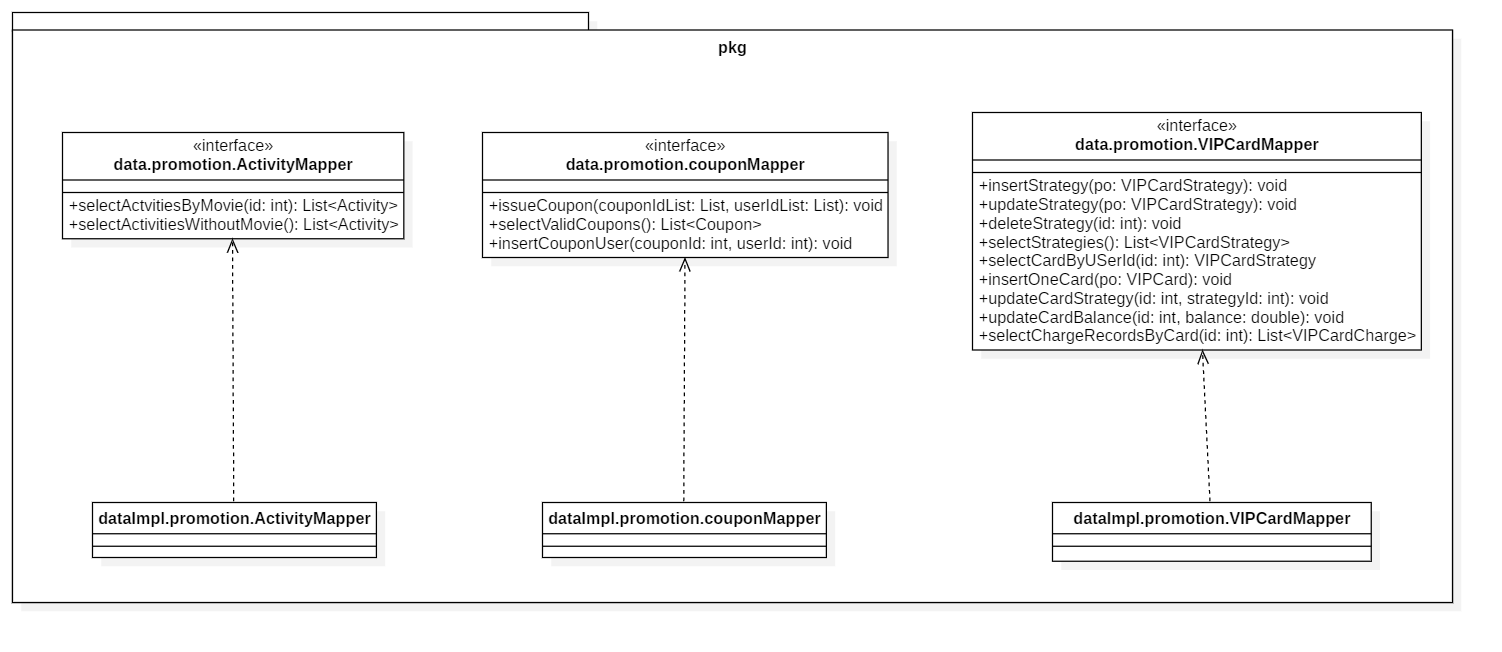 pkg
«interface»
data.promotion.ActivityMapper
+selectActvitiesByMovie(id: int): List<Activity>
+selectActivitiesWithoutMovie(): List<Activity>
«interface»
data.promotion.couponMapper
+issueCoupon(couponIdList: List, userIdList: List): void
+selectValidCoupons(): List<Coupon>
+insertCouponUser(couponId: int, userId: int): void
«interface»
data.promotion.VIPCardMapper
+insertStrategy(po: VIPCardStrategy): void
+updateStrategy(po: VIPCardStrategy): void
+deleteStrategy(id: int): void
+selectStrategies(): List<VIPCardStrategy>
+selectCardByUSerId(id: int): VIPCardStrategy
+insertOneCard(po: VIPCard): void
+updateCardStrategy(id: int, strategyId: int): void
+updateCardBalance(id: int, balance: double): void
+selectChargeRecordsByCard(id: int): List<VIPCardCharge>
dataImpl.promotion.ActivityMapper
dataImpl.promotion.couponMapper
dataImpl.promotion.VIPCardMapper